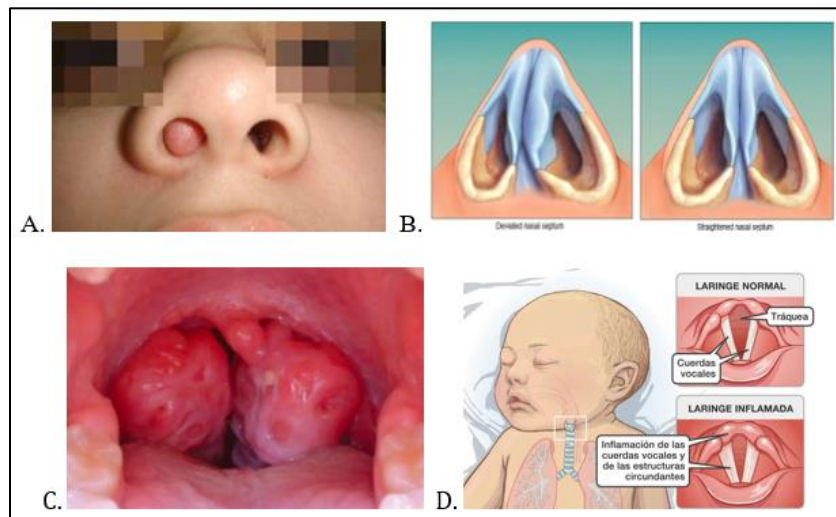 A.
B.
Deviated nasal septum
Straightened nasal septum
C.
D.
LARINGE NORMAL
Tráquea
Cuerdas
vocales
LARINGE INFLAMADA
Inflamación de las
cuerdas vocales y
de las estructuras
circundantes